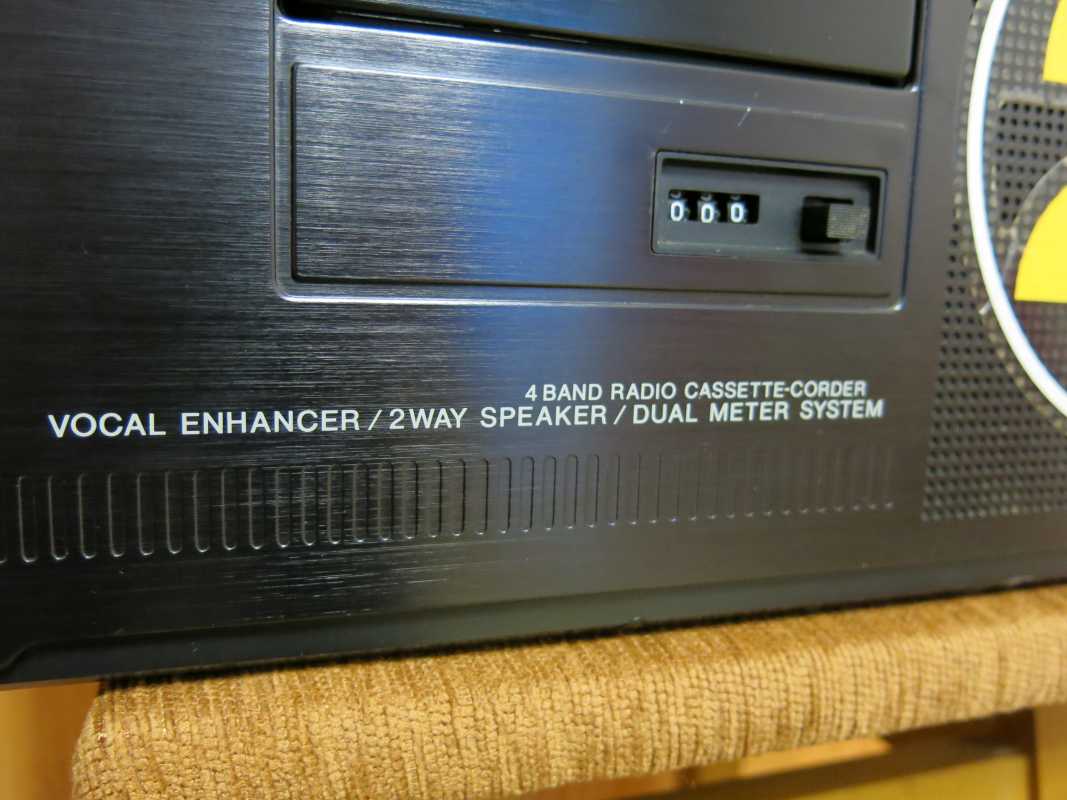 000
4 BAND RADIO CASSETTE-CORDER
VOCAL ENHANCER / 2WAY SPEAKER / DUAL METER SYSTEM